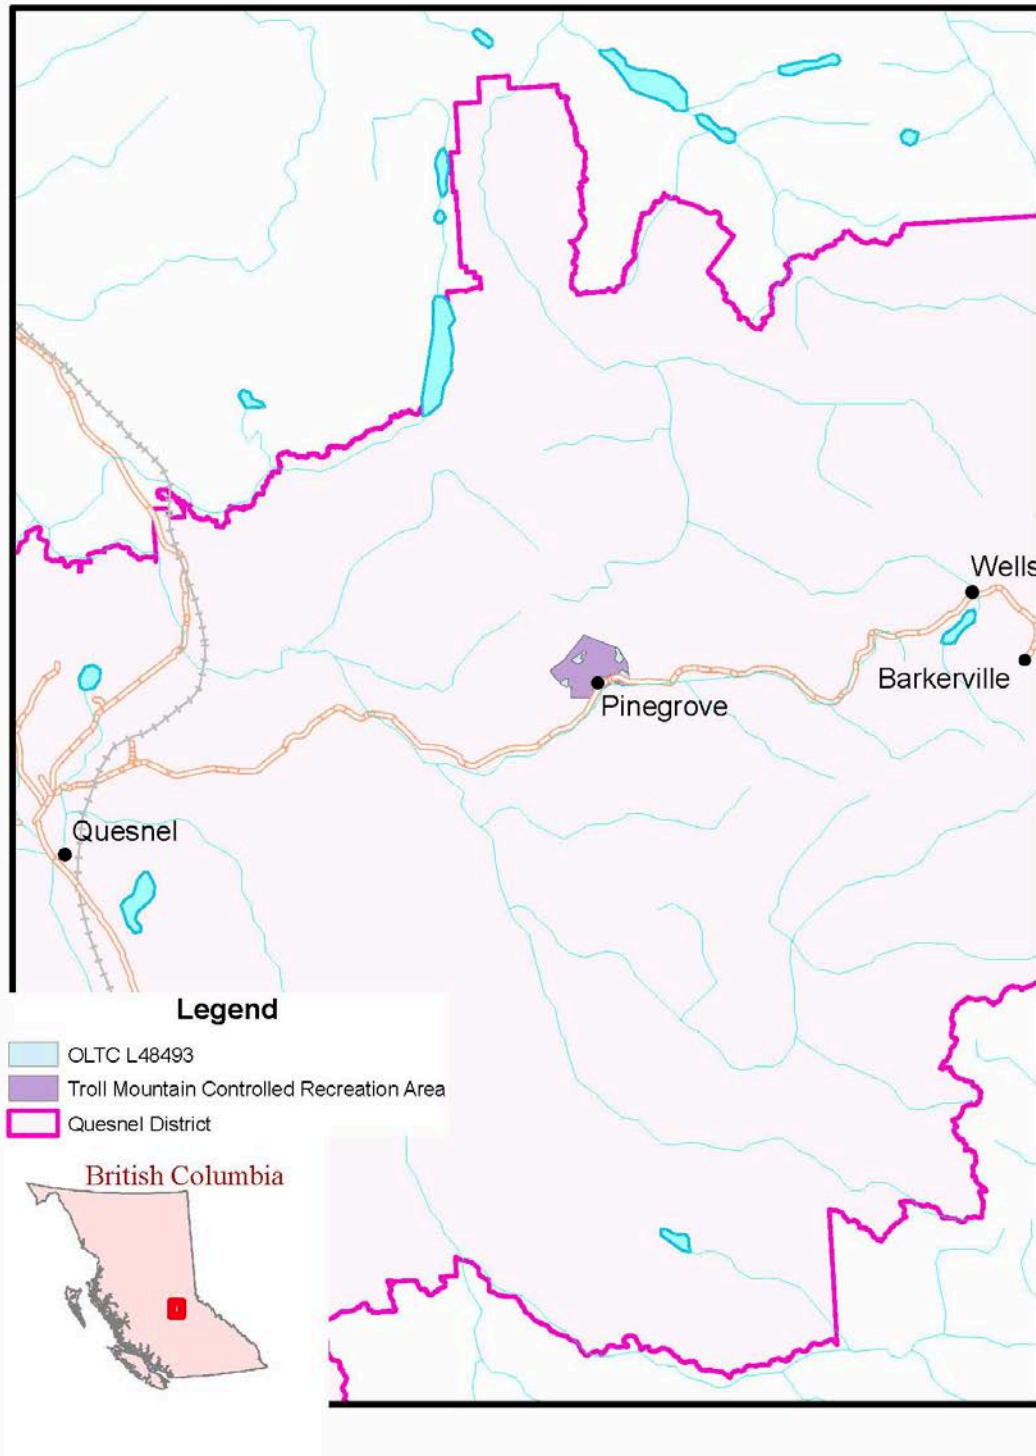 Wells
Barkerville
Pinegrove
Quesnel
Legend
OLTC L48493
Troll Mountain Controlled Recreation Area
Quesnel District
British Columbia